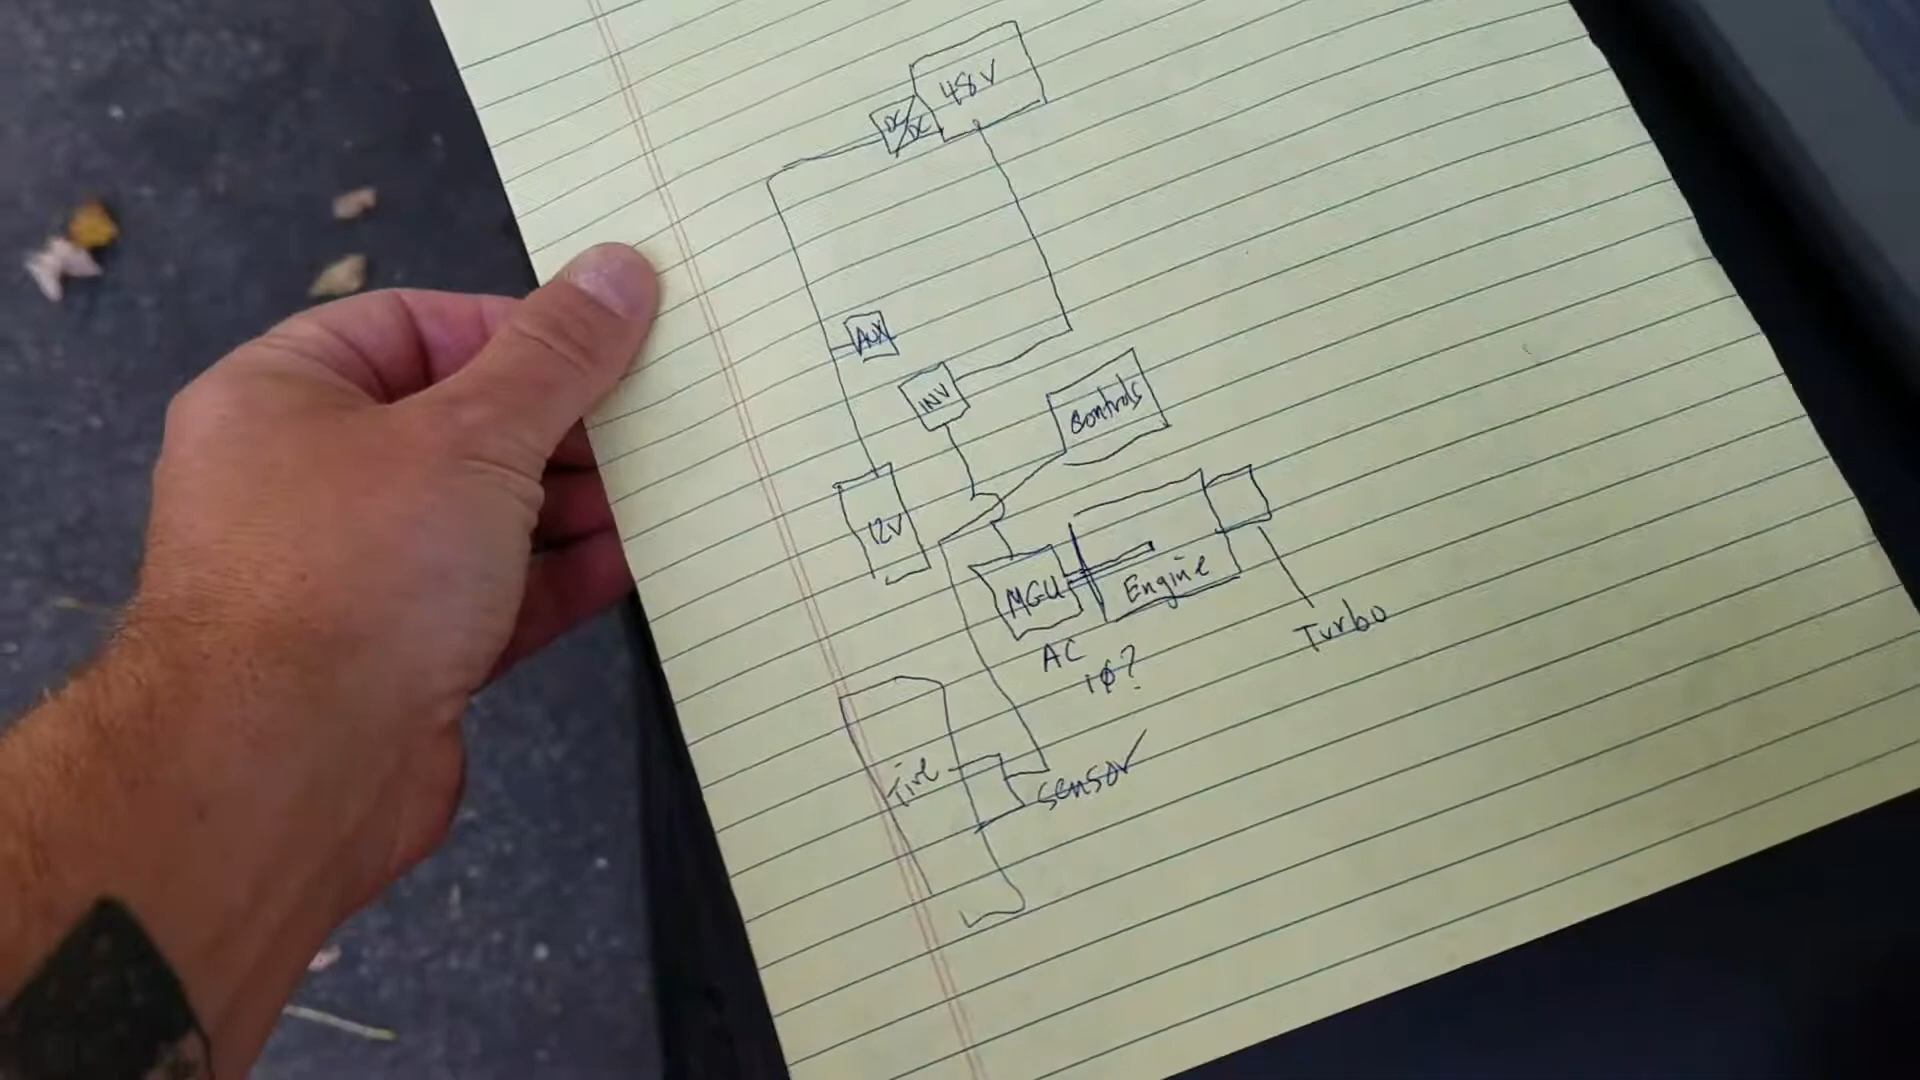 48V
DC/DC
AUX
INV
Controls
12V
MGU
Engine
AC
1φ?
Turbo
Tire
Sensor